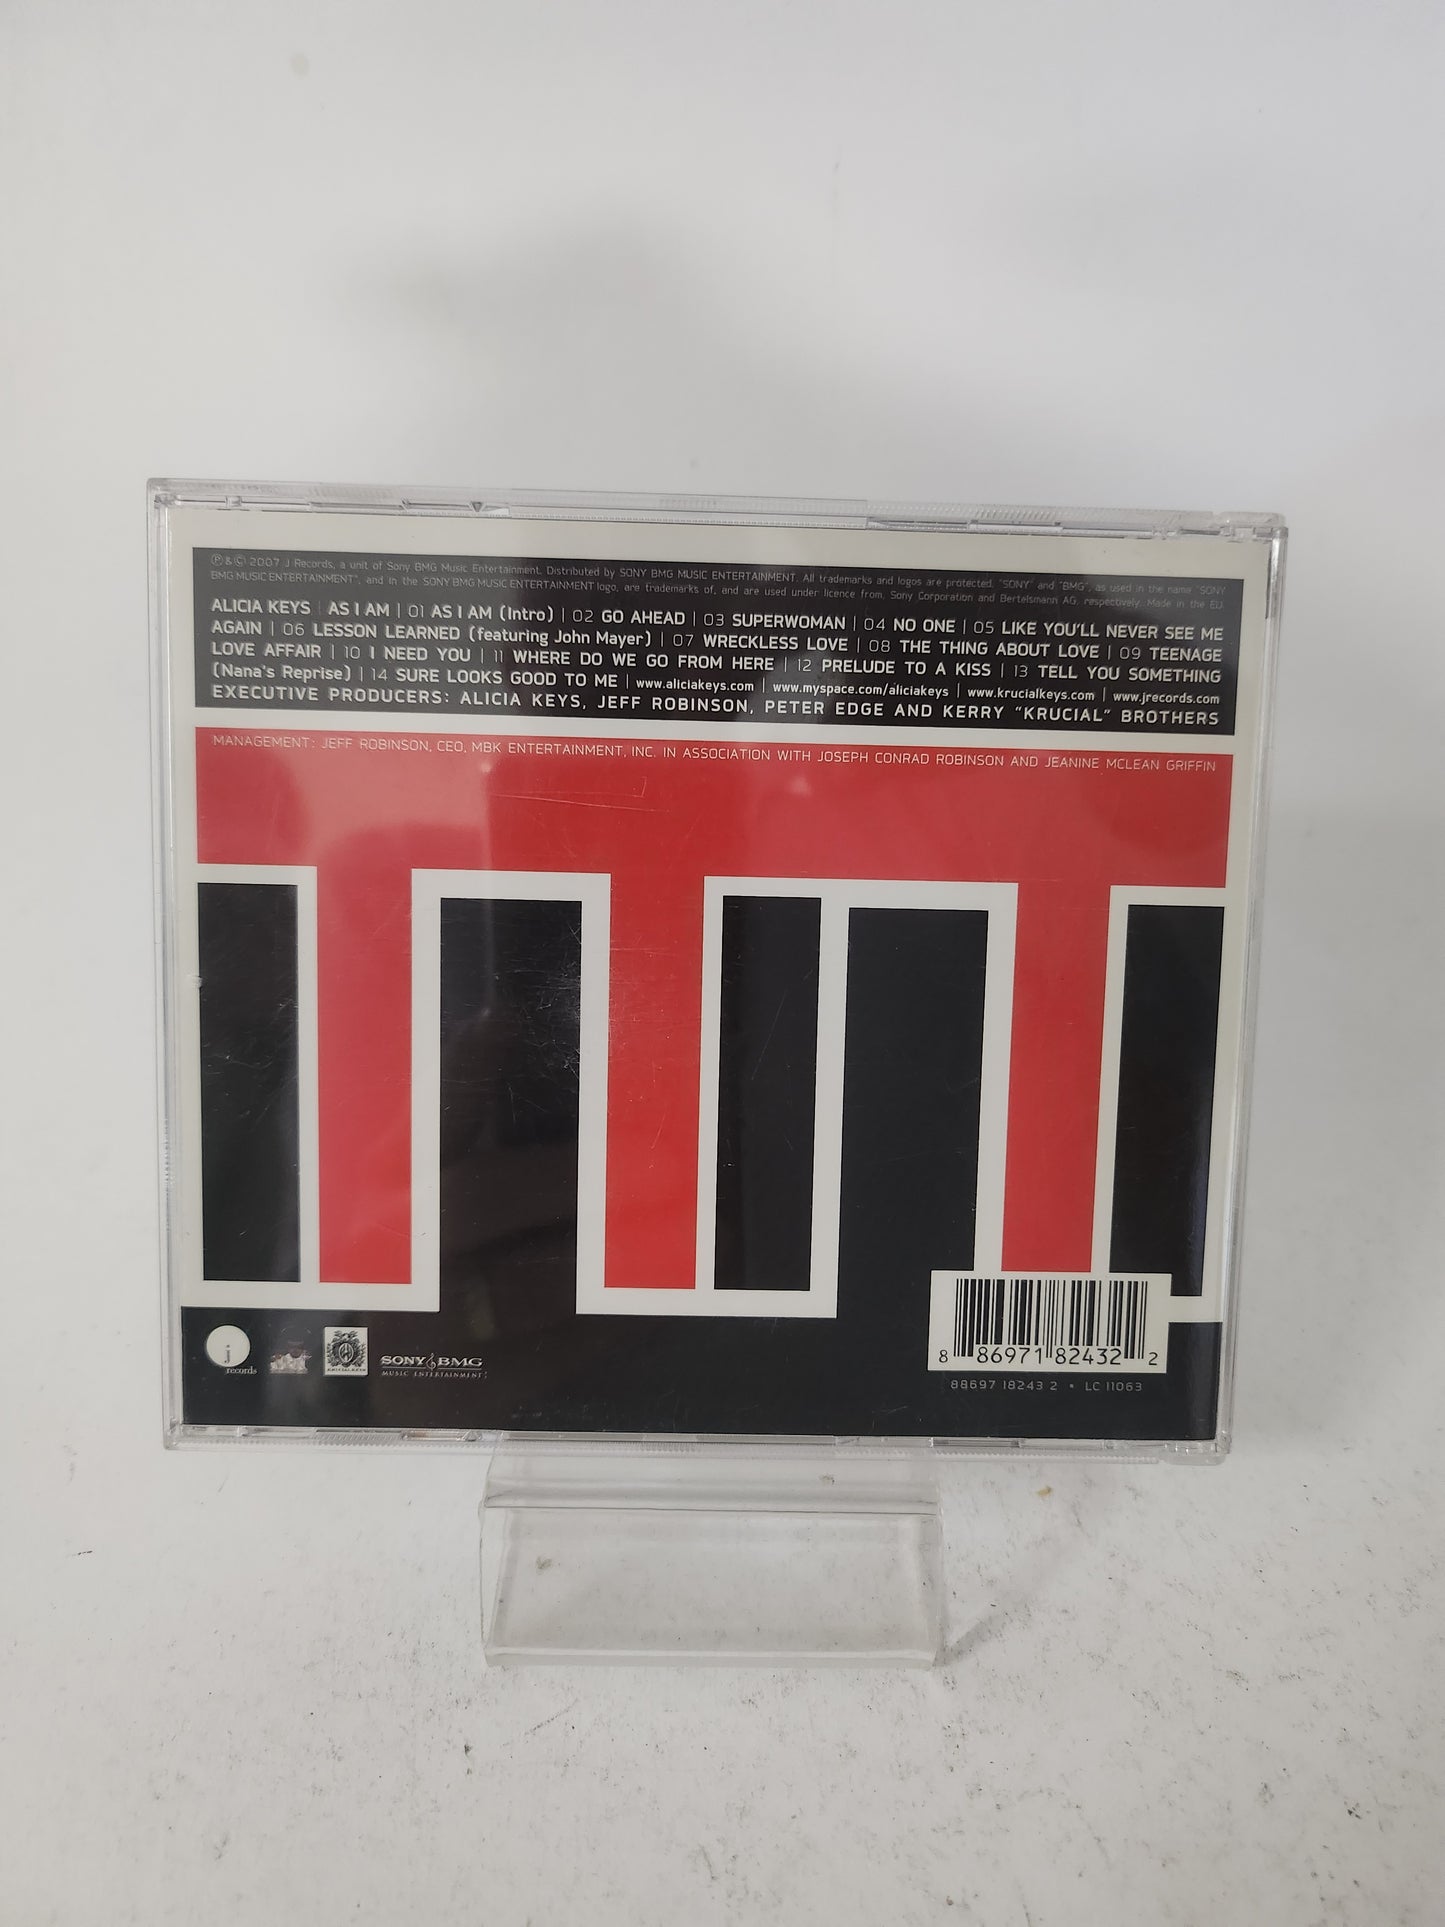 ℗ & © 2007 J Records, a unit of Sony BMG Music Entertainment. Distributed by SONY BMG MUSIC ENTERTAINMENT. All trademarks and logos are protected. "SONY" and "BMG", as used in the name "SONY
BMG MUSIC ENTERTAINMENT", and in the SONY BMG MUSIC ENTERTAINMENT logo, are trademarks of, and are used under licence from, Sony Corporation and Bertelsmann AG, respectively. Made in the EU.
ALICIA KEYS | AS I AM | 01 AS I AM (Intro) | 02 GO AHEAD | 03 SUPERWOMAN | 04 NO ONE | 05 LIKE YOU'LL NEVER SEE ME
AGAIN | 06 LESSON LEARNED (featuring John Mayer) | 07 WRECKLESS LOVE | 08 THE THING ABOUT LOVE | 09 TEENAGE
LOVE AFFAIR | 10 I NEED YOU | 11 WHERE DO WE GO FROM HERE | 12 PRELUDE TO A KISS | 13 TELL YOU SOMETHING
(Nana's Reprise) | 14 SURE LOOKS GOOD TO ME | www.aliciakeys.com | www.myspace.com/aliciakeys | www.krucialkeys.com | www.jrecords.com
EXECUTIVE PRODUCERS: ALICIA KEYS, JEFF ROBINSON, PETER EDGE AND KERRY "KRUCIAL" BROTHERS
MANAGEMENT: JEFF ROBINSON, CEO, MBK ENTERTAINMENT, INC. IN ASSOCIATION WITH JOSEPH CONRAD ROBINSON AND JEANINE MCLEAN GRIFFIN
j
records
SONY BMG
MUSIC ENTERTAINMENT
8 86971 82432 2
88697 18243 2 • LC 11063